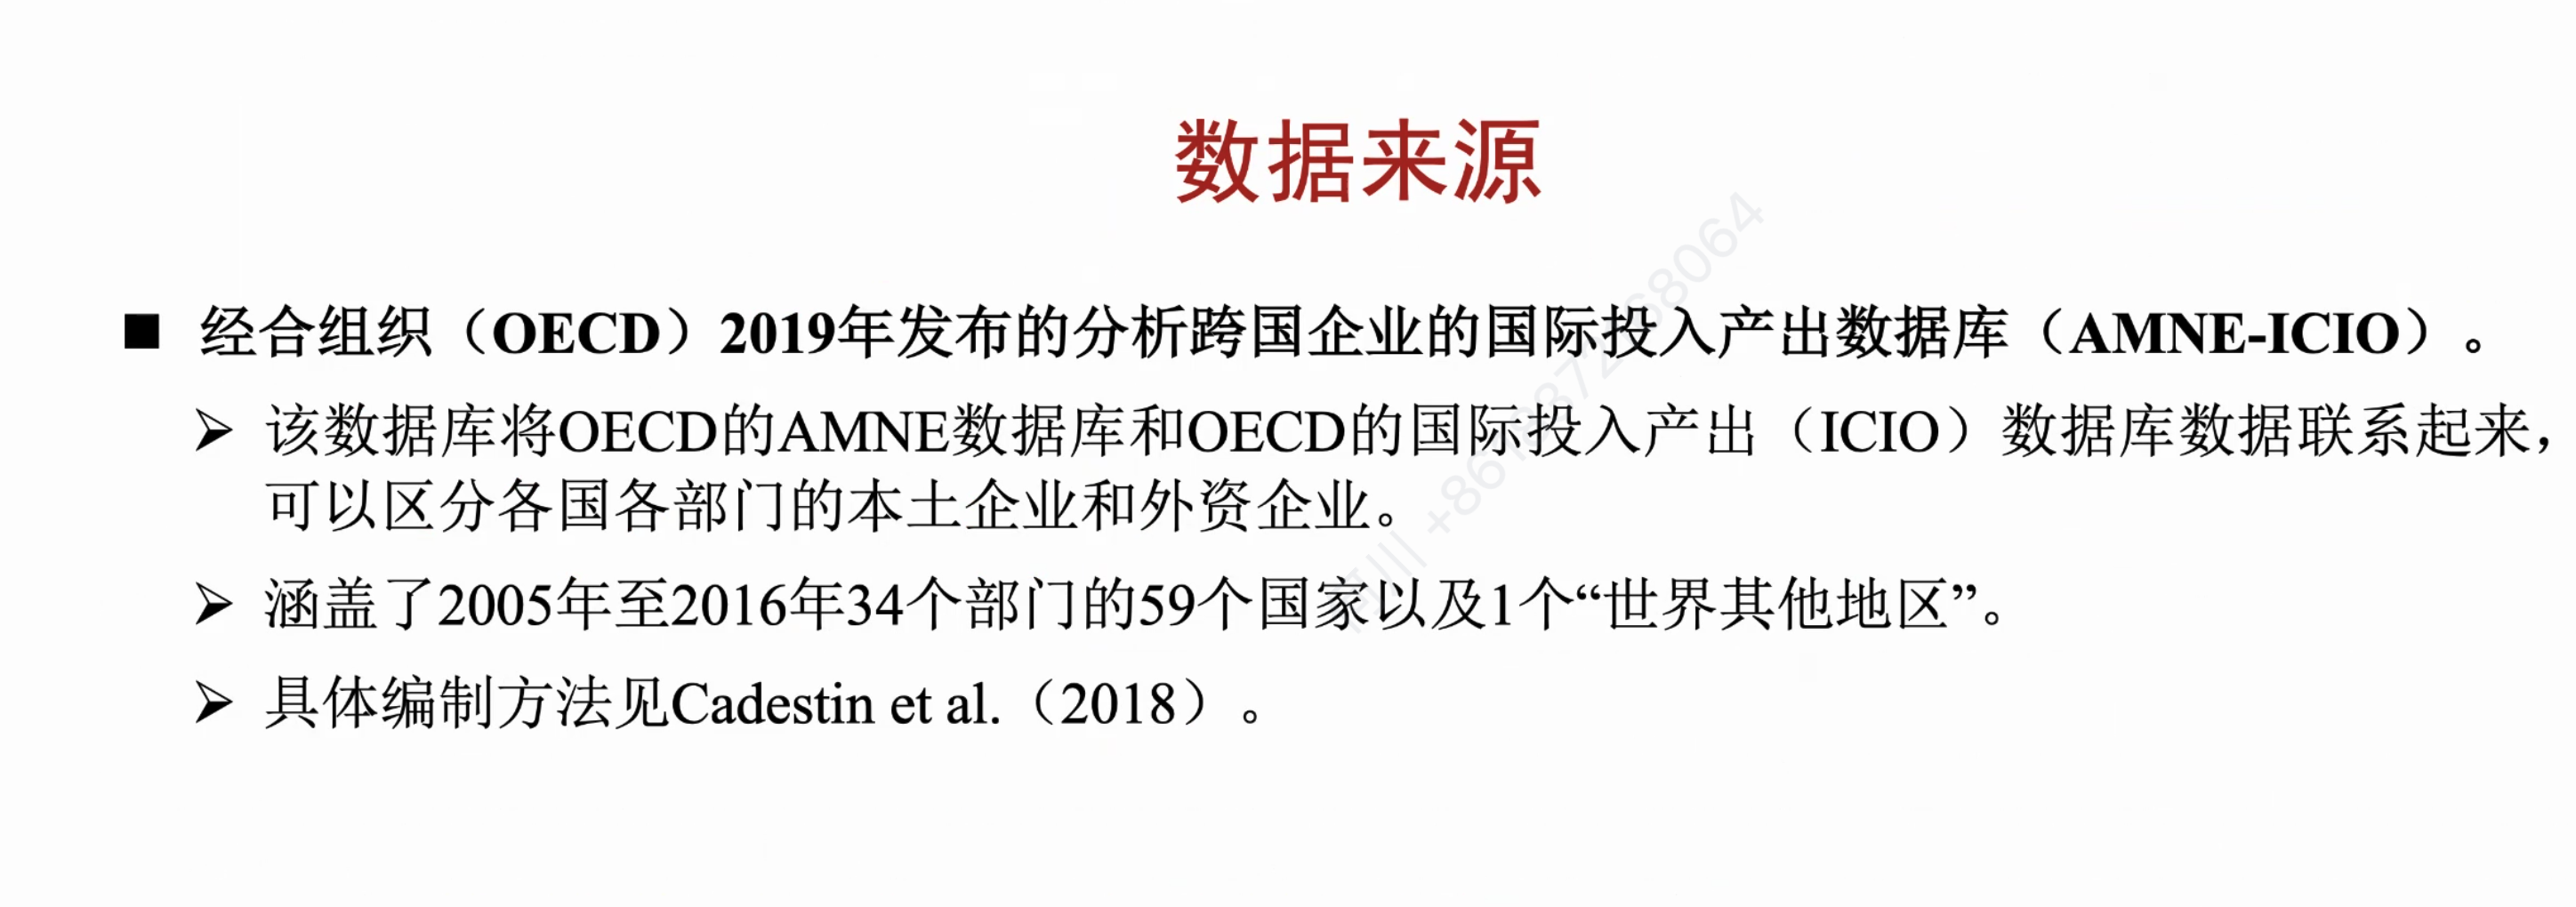 数据来源
■ 经合组织（OECD）2019年发布的分析跨国企业的国际投入产出数据库（AMNE-ICIO）。
➢ 该数据库将OECD的AMNE数据库和OECD的国际投入产出（ICIO）数据库数据联系起来，
可以区分各国各部门的本土企业和外资企业。
➢ 涵盖了2005年至2016年34个部门的59个国家以及1个“世界其他地区”。
➢ 具体编制方法见Cadestin et al.（2018）。